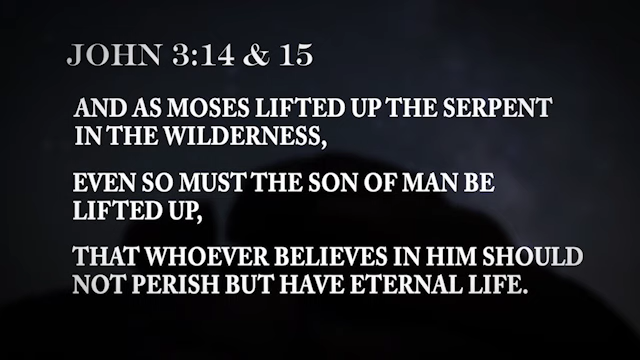 JOHN 3:14 & 15
AND AS MOSES LIFTED UP THE SERPENT
IN THE WILDERNESS,
EVEN SO MUST THE SON OF MAN BE
LIFTED UP,
THAT WHOEVER BELIEVES IN HIM SHOULD
NOT PERISH BUT HAVE ETERNAL LIFE.